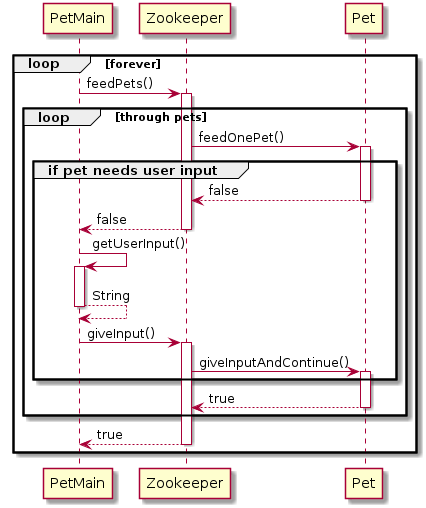 PetMain Zookeeper Pet
loop [forever]
feedPets()
loop [through pets]
feedOnePet()
if pet needs user input
false
false
getUserInput()
String
giveInput()
giveInputAndContinue()
true
true
PetMain Zookeeper Pet